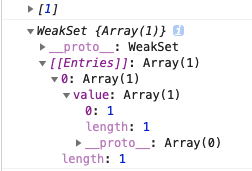 ▶ [1]
▼ WeakSet {Array(1)} i
▶ __proto__: WeakSet
▼ [[Entries]]: Array(1)
▼ 0: Array(1)
▼ value: Array(1)
0: 1
length: 1
▶ __proto__: Array(0)
length: 1